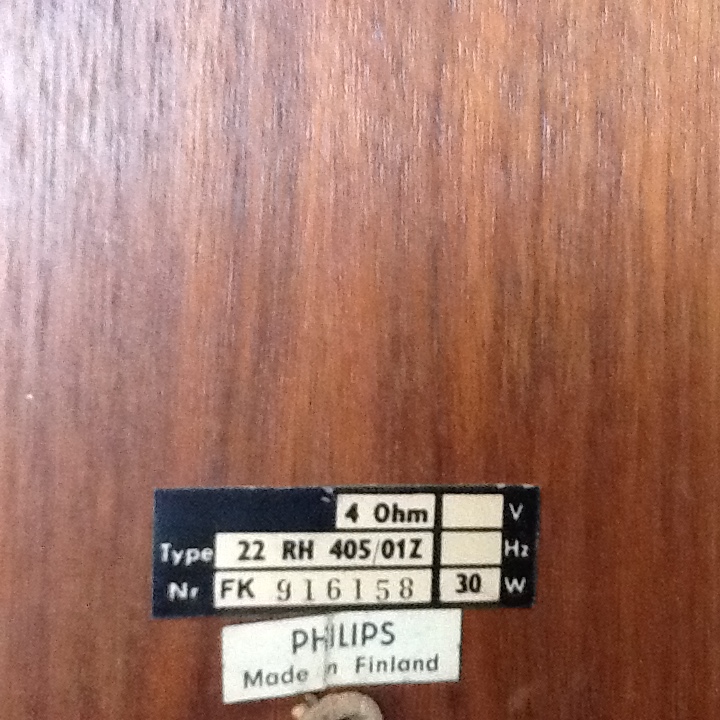 4 Ohm V
Type 22 RH 405/01Z Hz
Nr FK 916158 30 W
PHILIPS
Made in Finland